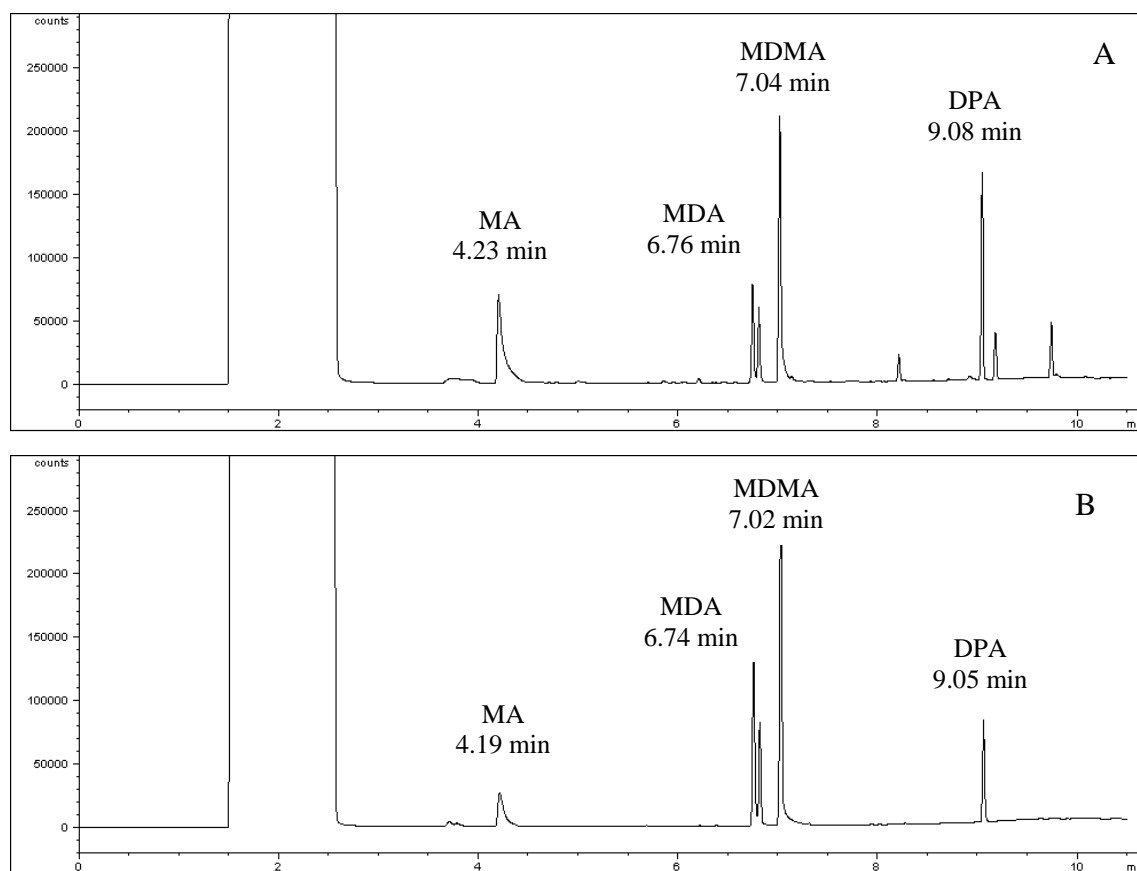 counts
A
250000
200000
150000
100000
50000
0
MDMA
7.04 min
DPA
9.08 min
MDA
6.76 min
MA
4.23 min
0 2 4 6 8 10 m
counts
B
250000
200000
150000
100000
50000
0
MDMA
7.02 min
MDA
6.74 min
DPA
9.05 min
MA
4.19 min
0 2 4 6 8 10 m